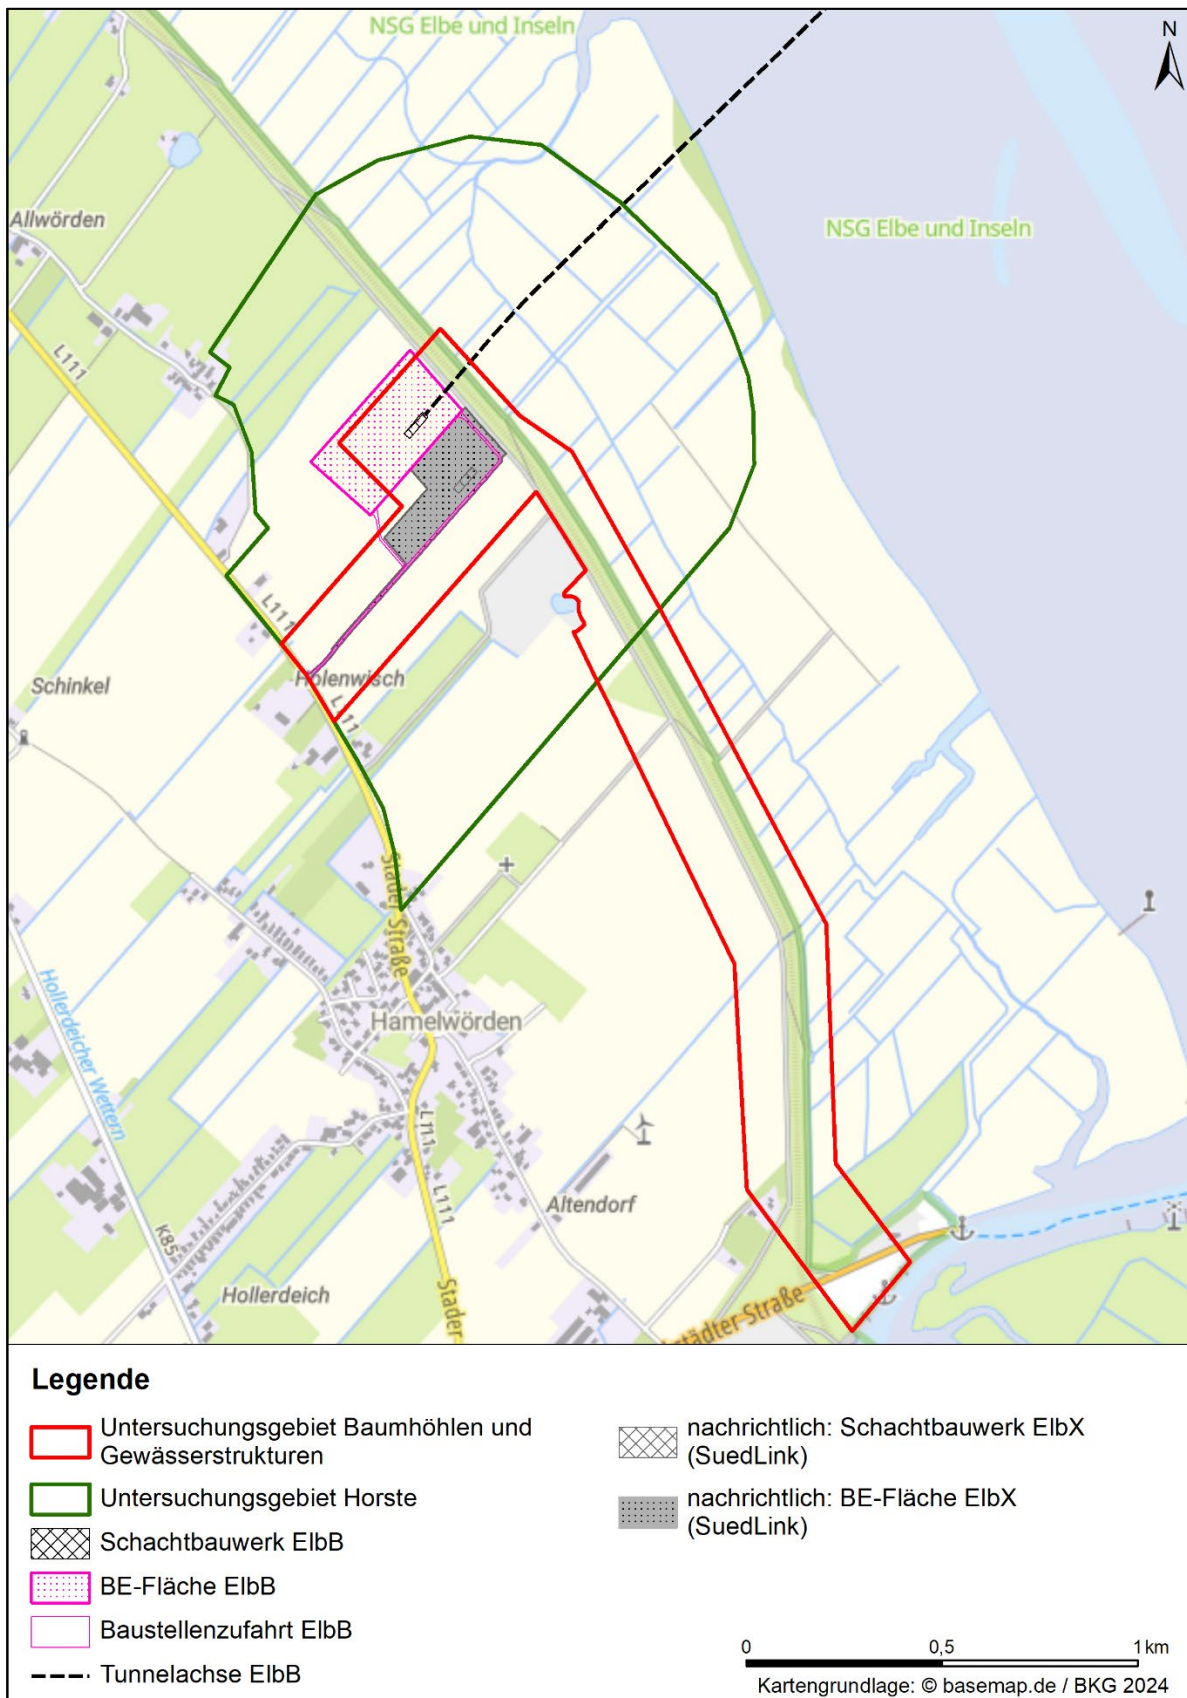 NSG Elbe und Inseln
N
Allwörden
NSG Elbe und Inseln
L111
L111
Schinkel
Holenwisch
L111
Stader Straße
Hollerdeicher Wettern
Hamelwörden
L111
L111
Altendorf
K85
Hollerdeich
Stader
städter Straße
Legende
Untersuchungsgebiet Baumhöhlen und
Gewässerstrukturen
Untersuchungsgebiet Horste
Schachtbauwerk ElbB
BE-Fläche ElbB
Baustellenzufahrt ElbB
Tunnelachse ElbB
nachrichtlich: Schachtbauwerk ElbX
(SuedLink)
nachrichtlich: BE-Fläche ElbX
(SuedLink)
0 0,5 1 km
Kartengrundlage: © basemap.de / BKG 2024